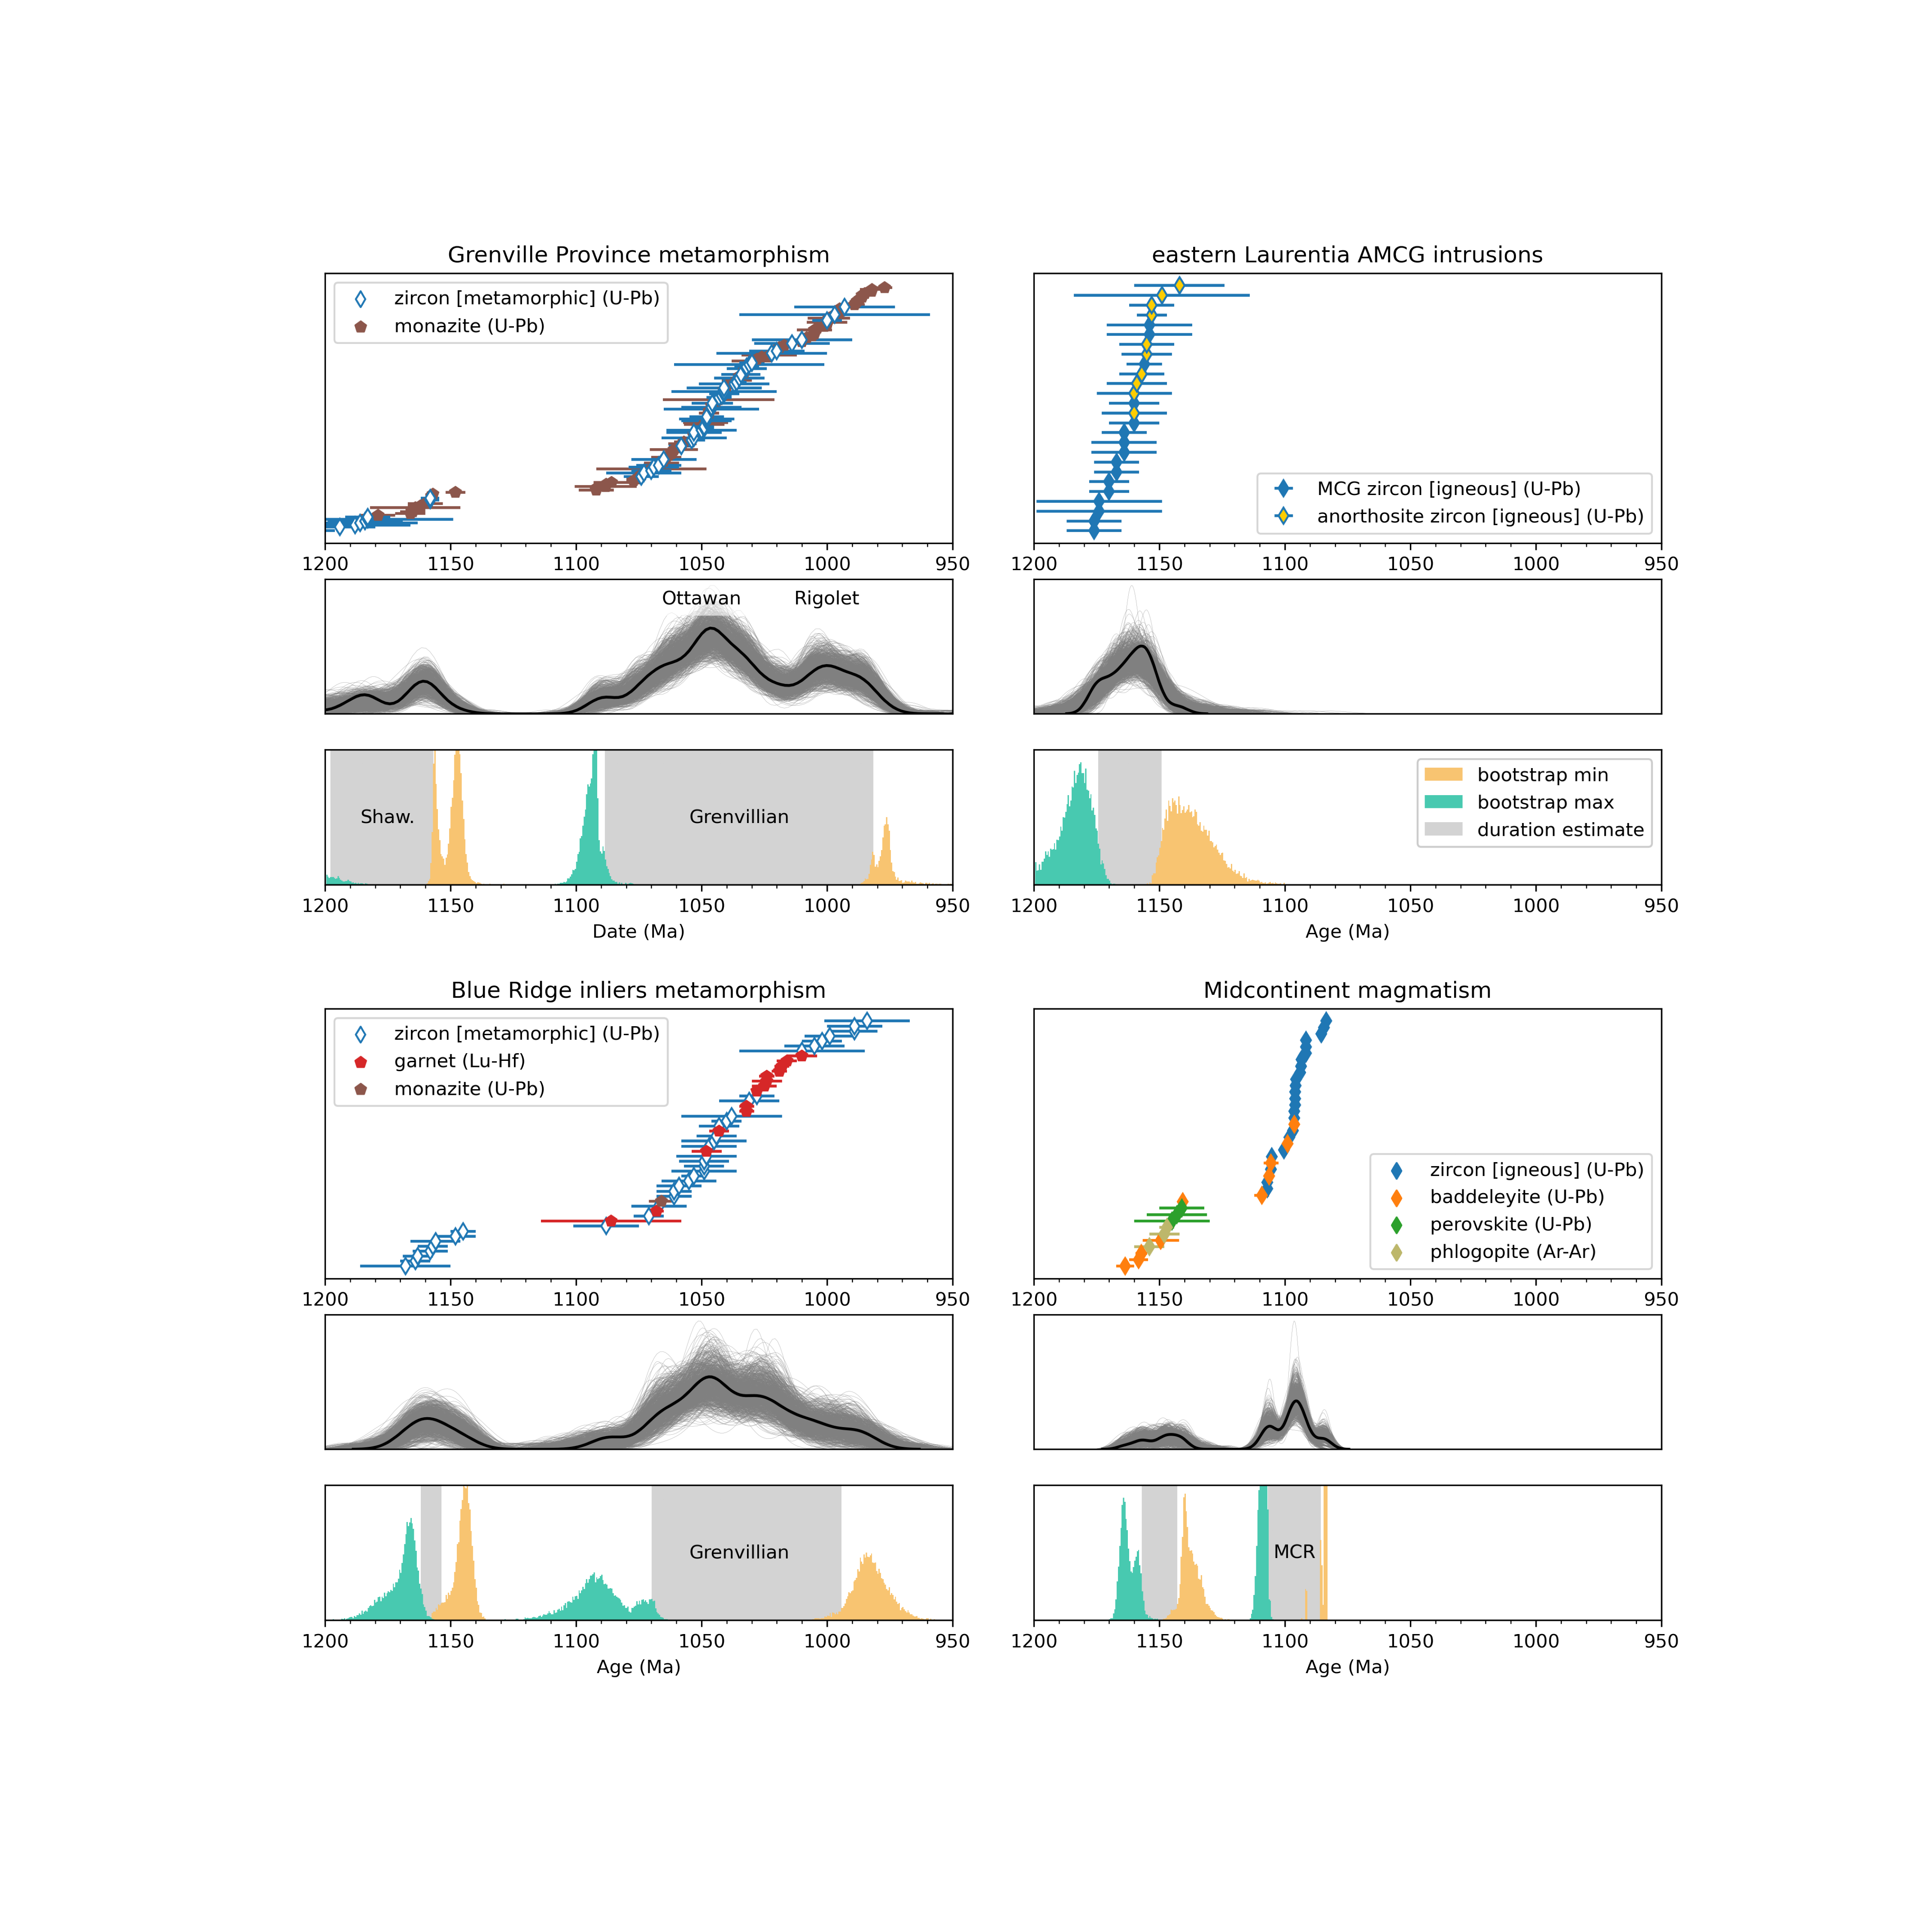 Grenville Province metamorphism
zircon [metamorphic] (U-Pb)
monazite (U-Pb)
1200 1150 1100 1050 1000 950
Ottawan Rigolet
Shaw. Grenvillian
1200 1150 1100 1050 1000 950
Date (Ma)
eastern Laurentia AMCG intrusions
MCG zircon [igneous] (U-Pb)
anorthosite zircon [igneous] (U-Pb)
1200 1150 1100 1050 1000 950
bootstrap min
bootstrap max
duration estimate
1200 1150 1100 1050 1000 950
Age (Ma)
Blue Ridge inliers metamorphism
zircon [metamorphic] (U-Pb)
garnet (Lu-Hf)
monazite (U-Pb)
1200 1150 1100 1050 1000 950
Grenvillian
1200 1150 1100 1050 1000 950
Age (Ma)
Midcontinent magmatism
zircon [igneous] (U-Pb)
baddeleyite (U-Pb)
perovskite (U-Pb)
phlogopite (Ar-Ar)
1200 1150 1100 1050 1000 950
MCR
1200 1150 1100 1050 1000 950
Age (Ma)